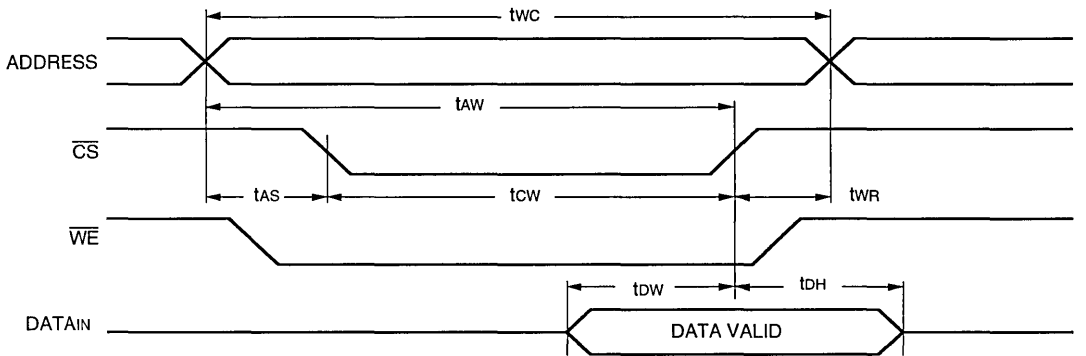 tWC
ADDRESS
tAW
CS
tAS
tCW
tWR
WE
tDW
tDH
DATAIN
DATA VALID